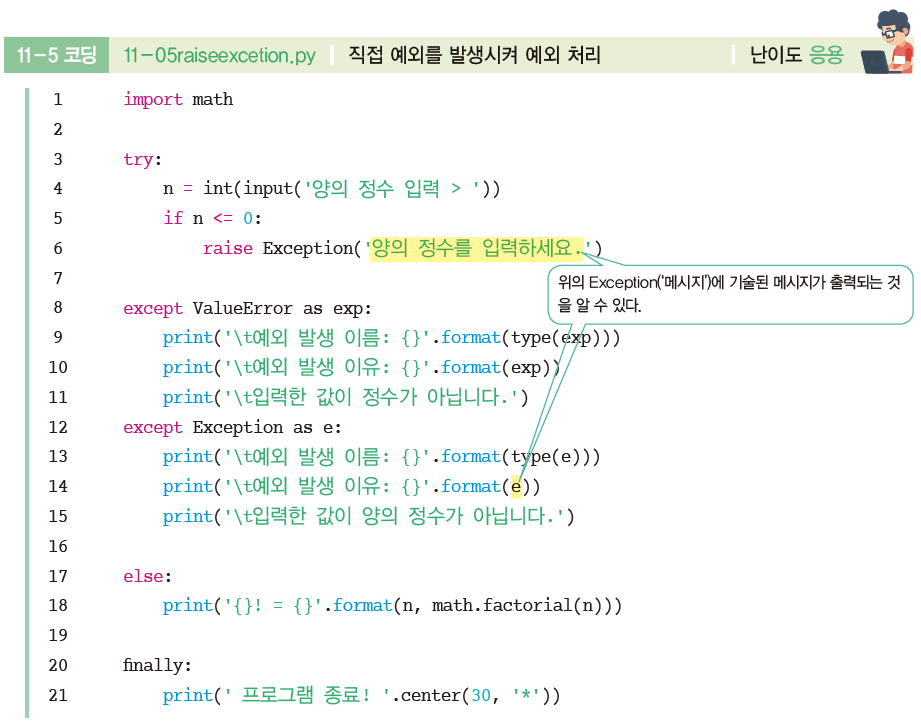 11-5 코딩 11-05raiseexcetion.py 직접 예외를 발생시켜 예외 처리 난이도 응용
1 import math
2
3 try:
4 n = int(input('양의 정수 입력 > '))
5 if n <= 0:
6 raise Exception('양의 정수를 입력하세요.')
7
위의 Exception('메시지')에 기술된 메시지가 출력되는 것
을 알 수 있다.
8 except ValueError as exp:
9 print('\t예외 발생 이름: {}'.format(type(exp)))
10 print('\t예외 발생 이유: {}'.format(exp))
11 print('\t입력한 값이 정수가 아닙니다.')
12 except Exception as e:
13 print('\t예외 발생 이름: {}'.format(type(e)))
14 print('\t예외 발생 이유: {}'.format(e))
15 print('\t입력한 값이 양의 정수가 아닙니다.')
16
17 else:
18 print('{}! = {}'.format(n, math.factorial(n)))
19
20 finally:
21 print(' 프로그램 종료! '.center(30, '*'))